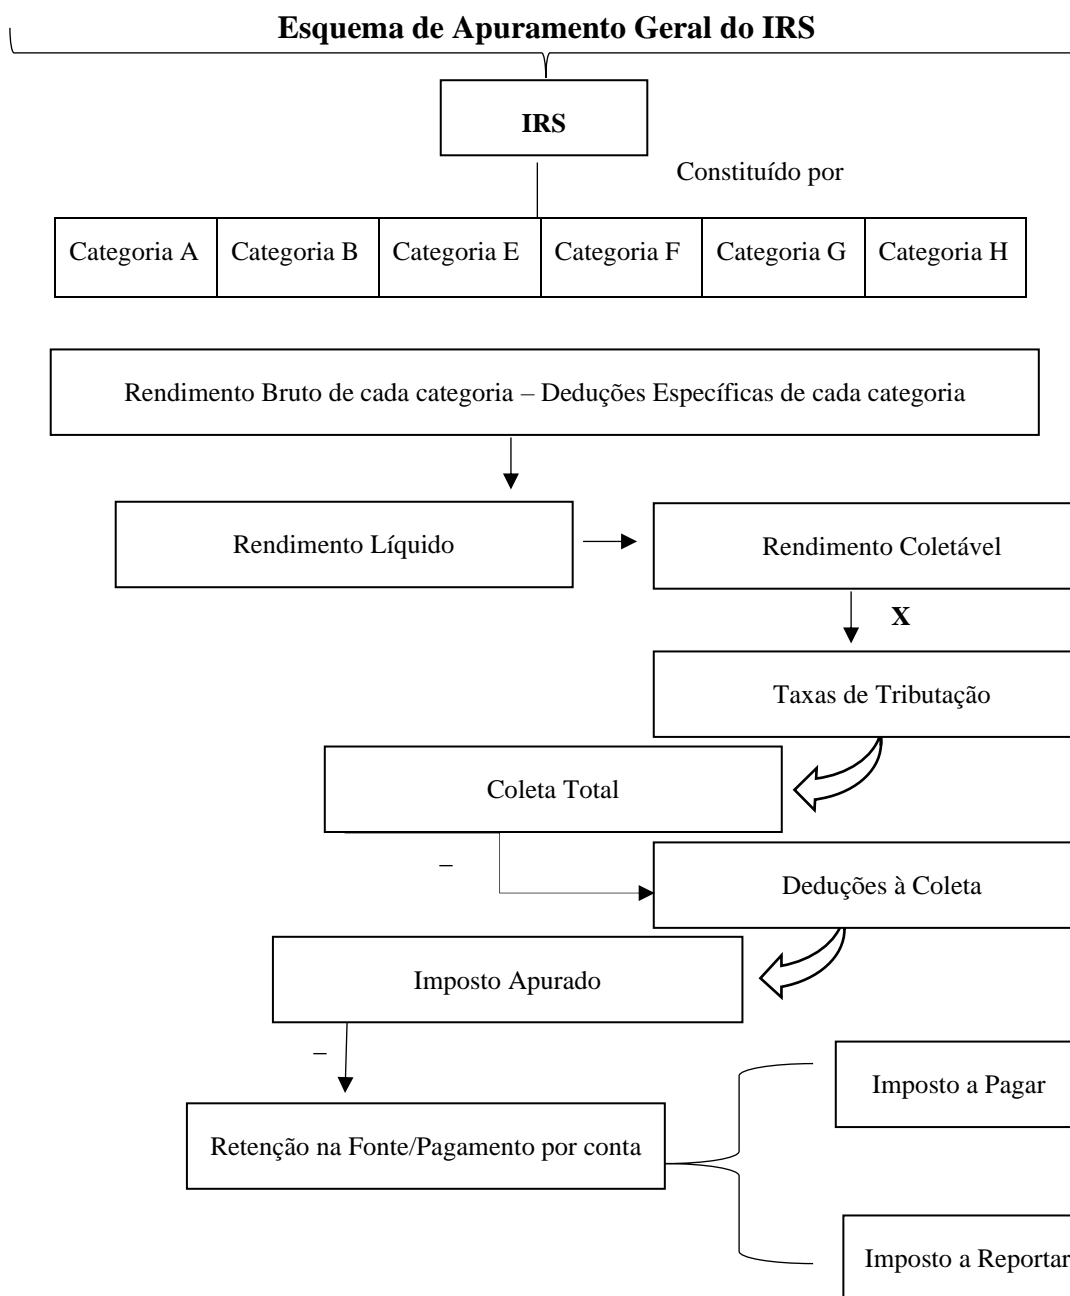 Esquema de Apuramento Geral do IRS
IRS
Constituído por
Categoria A
Categoria B
Categoria E
Categoria F
Categoria G
Categoria H
Rendimento Bruto de cada categoria – Deduções Específicas de cada categoria
Rendimento Líquido
Rendimento Coletável
X
Taxas de Tributação
Coleta Total
–
Deduções à Coleta
Imposto Apurado
–
Imposto a Pagar
Retenção na Fonte/Pagamento por conta
Imposto a Reportar